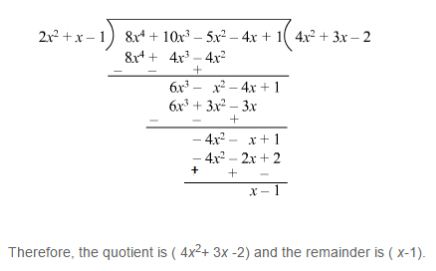 2x² + x – 1) 8x⁴ + 10x³ – 5x² – 4x + 1( 4x² + 3x – 2
8x⁴ + 4x³ – 4x²
– – +
6x³ – x² – 4x + 1
6x³ + 3x² – 3x
– – +
– 4x² – x + 1
– 4x² – 2x + 2
+ + –
x – 1
Therefore, the quotient is ( 4x²+ 3x -2) and the remainder is ( x-1).